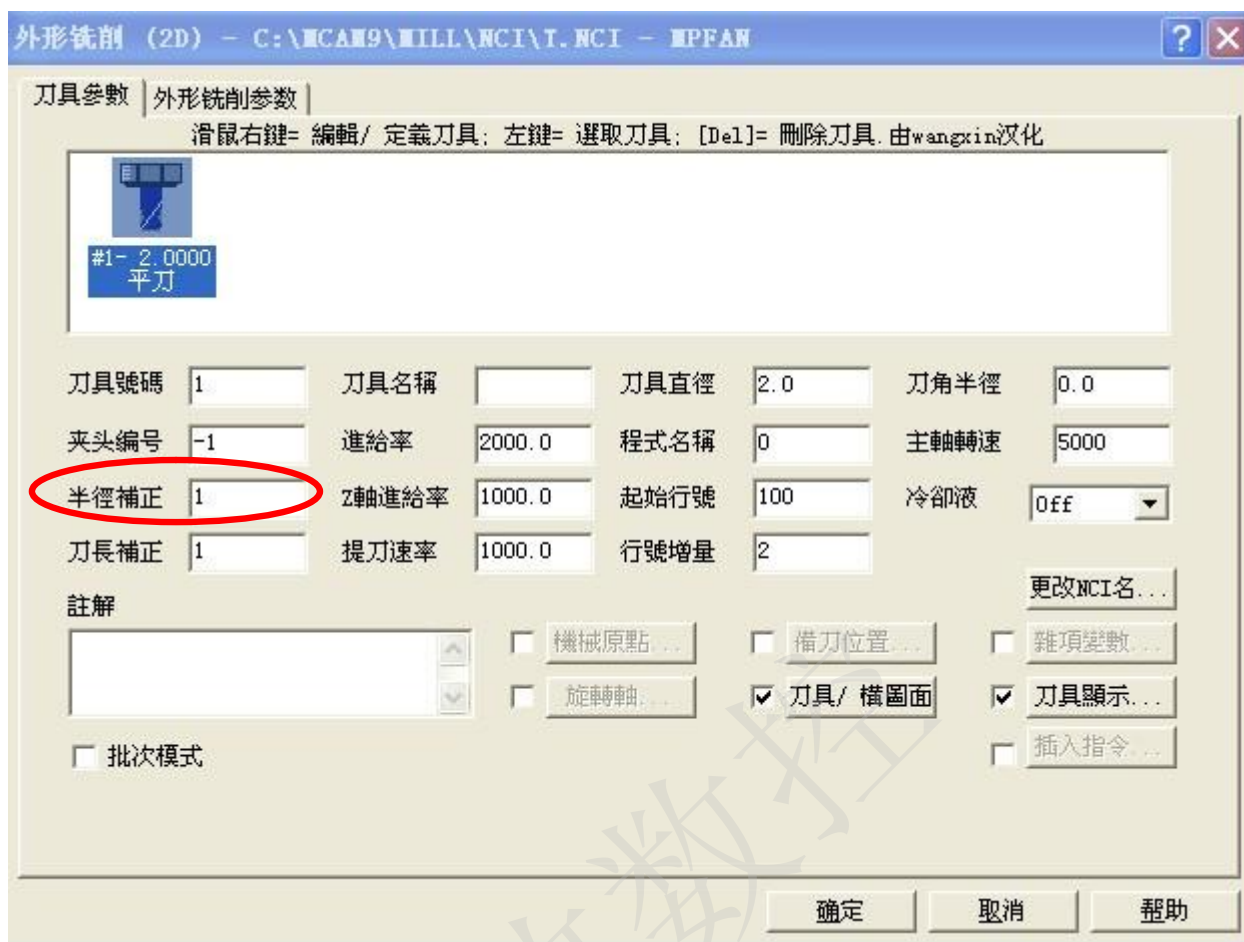 外形铣削 (2D) - C:\MCAM9\MILL\NCI\T.NCI - MPFAN
刀具參數 外形铣削参数
滑鼠右鍵= 編輯/ 定義刀具; 左鍵= 選取刀具; [Del]= 刪除刀具.由wangxin汉化
#1- 2.0000
平刀
刀具號碼 1 刀具名稱 刀具直徑 2.0 刀角半徑 0.0
夹头编号 -1 進給率 2000.0 程式名稱 0 主軸轉速 5000
半徑補正 1 Z軸進給率 1000.0 起始行號 100 冷卻液 Off
刀長補正 1 提刀速率 1000.0 行號增量 2
更改NCI名...
註解
機械原點... 備刀位置... 雜項變數...
旋轉軸... 刀具/ 構圖面 刀具顯示...
批次模式 插入指令...
数控
确定 取消 帮助